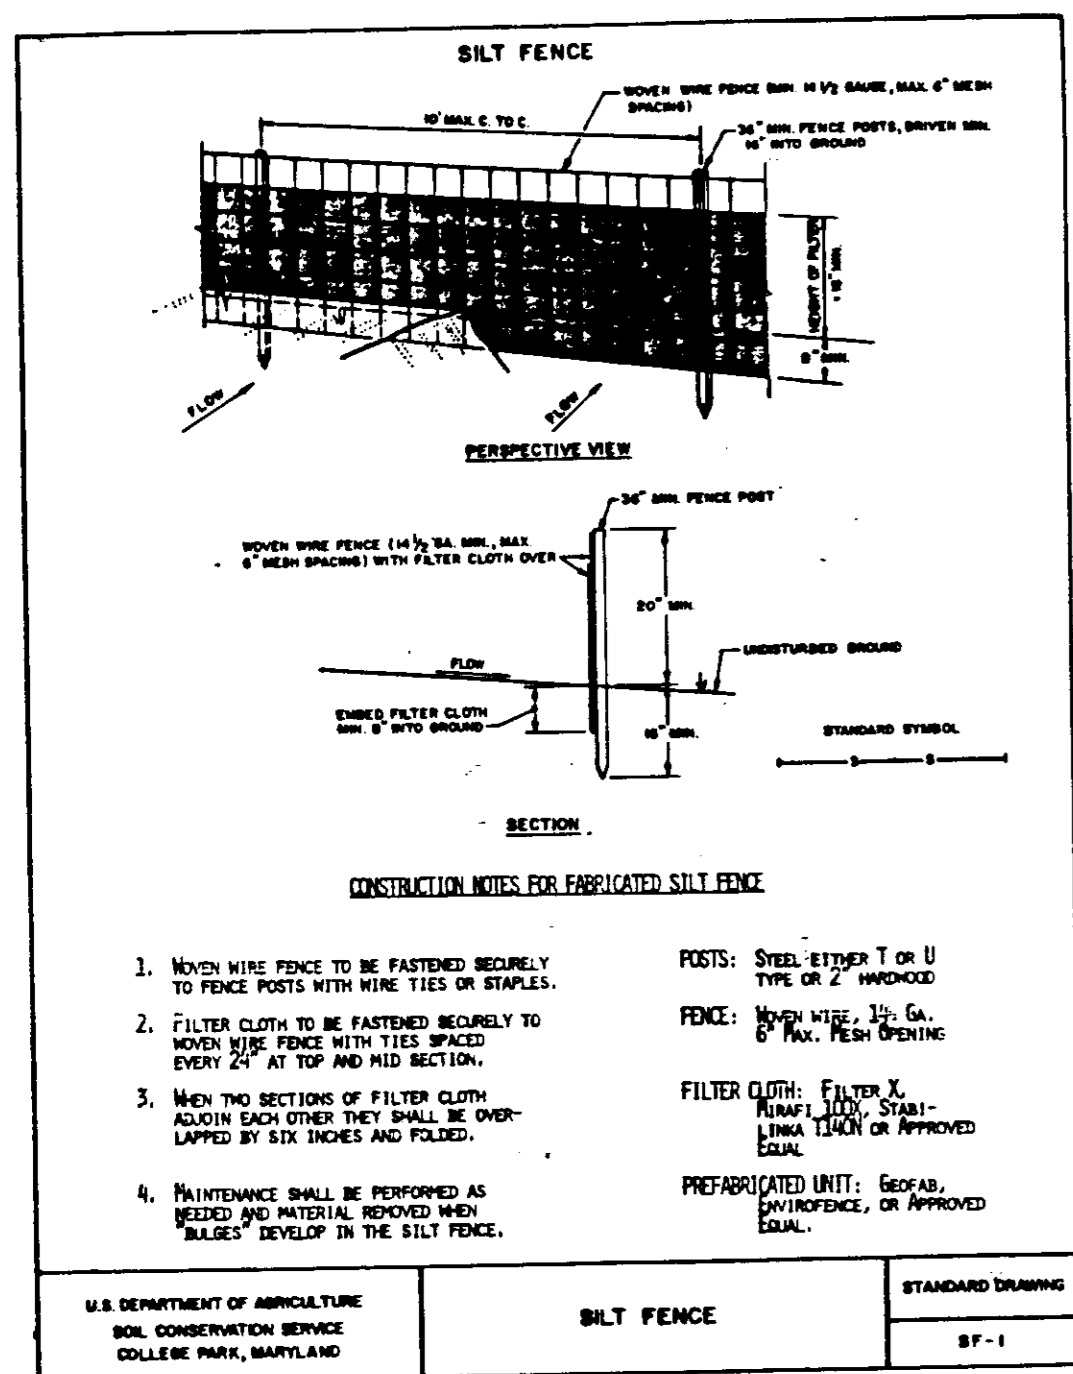 SILT FENCE
WOVEN WIRE FENCE (MIN. 14 1/2 GAUGE, MAX. 6" MESH
SPACING)
10' MAX. C. TO C.
36" MIN. FENCE POSTS, DRIVEN MIN.
16" INTO GROUND
HEIGHT OF FILTER
= 16" MIN.
8" MIN.
FLOW
FLOW
PERSPECTIVE VIEW
36" MIN. FENCE POST
WOVEN WIRE FENCE (14 1/2 GA. MIN., MAX.
6" MESH SPACING) WITH FILTER CLOTH OVER
20" MIN.
UNDISTURBED GROUND
FLOW
EMBED FILTER CLOTH
MIN. 8" INTO GROUND
16" MIN.
STANDARD SYMBOL
S S
SECTION
CONSTRUCTION NOTES FOR FABRICATED SILT FENCE
1. WOVEN WIRE FENCE TO BE FASTENED SECURELY
TO FENCE POSTS WITH WIRE TIES OR STAPLES.
2. FILTER CLOTH TO BE FASTENED SECURELY TO
WOVEN WIRE FENCE WITH TIES SPACED
EVERY 24" AT TOP AND MID SECTION.
3. WHEN TWO SECTIONS OF FILTER CLOTH
ADJOIN EACH OTHER THEY SHALL BE OVER-
LAPPED BY SIX INCHES AND FOLDED.
4. MAINTENANCE SHALL BE PERFORMED AS
NEEDED AND MATERIAL REMOVED WHEN
"BULGES" DEVELOP IN THE SILT FENCE.
POSTS: STEEL EITHER T OR U
TYPE OR 2" HARDWOOD
FENCE: WOVEN WIRE, 14½ GA.
6" MAX. MESH OPENING
FILTER CLOTH: FILTER X,
MIRAFI 100X, STABI-
LINKA T140N OR APPROVED
EQUAL
PREFABRICATED UNIT: GEOFAB,
ENVIROFENCE, OR APPROVED
EQUAL.
U.S. DEPARTMENT OF AGRICULTURE
SOIL CONSERVATION SERVICE
COLLEGE PARK, MARYLAND
SILT FENCE
STANDARD DRAWING
SF-1